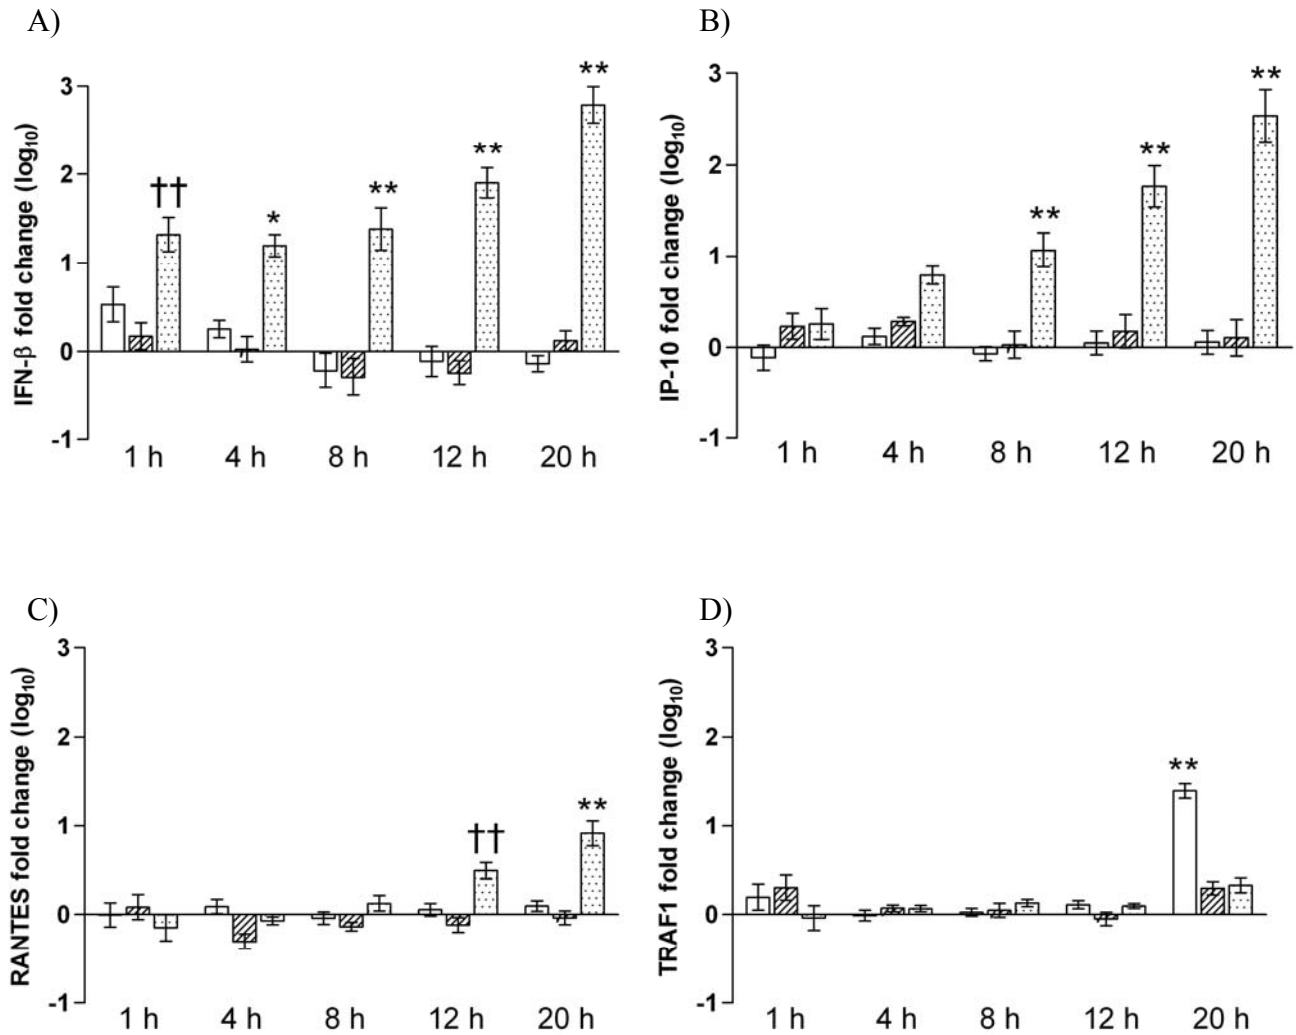 A)
IFN-β fold change (log₁₀)
3
2
1
0
-1
††
*
**
**
**
1 h
4 h
8 h
12 h
20 h
B)
IP-10 fold change (log₁₀)
3
2
1
0
-1
**
**
**
1 h
4 h
8 h
12 h
20 h
C)
RANTES fold change (log₁₀)
3
2
1
0
-1
††
**
1 h
4 h
8 h
12 h
20 h
D)
TRAF1 fold change (log₁₀)
3
2
1
0
-1
**
1 h
4 h
8 h
12 h
20 h